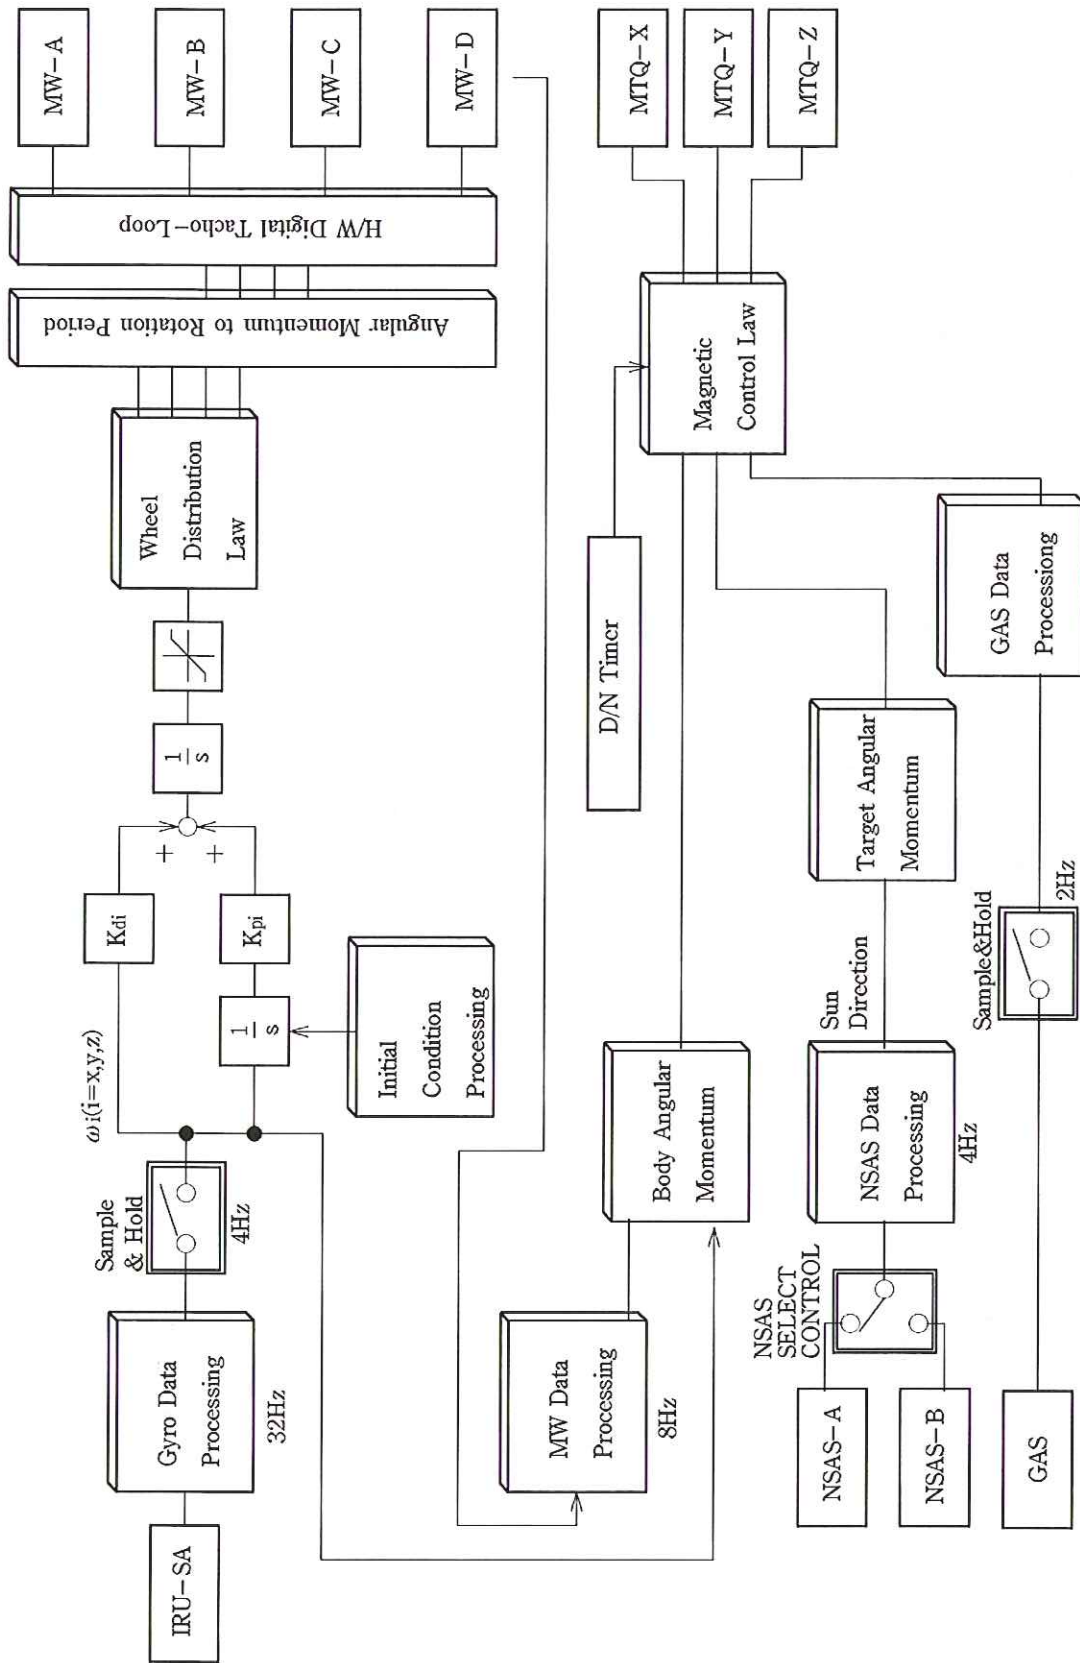 IRU-SA
Gyro Data
Processing
32Hz
Sample
& Hold
4Hz
ωi(i=x,y,z)
Kdi
Kpi
1
s
Initial
Condition
Processing
+
+
1
s
Wheel
Distribution
Law
Angular Momentum to Rotation Period
H/W Digital Tacho-Loop
MW-A
MW-B
MW-C
MW-D
MW Data
Processing
8Hz
Body Angular
Momentum
D/N Timer
Magnetic
Control Law
MTQ-X
MTQ-Y
MTQ-Z
NSAS-A
NSAS-B
NSAS
SELECT
CONTROL
NSAS Data
Processing
4Hz
Sun
Direction
Target Angular
Momentum
GAS
Sample&Hold
2Hz
GAS Data
Processiong